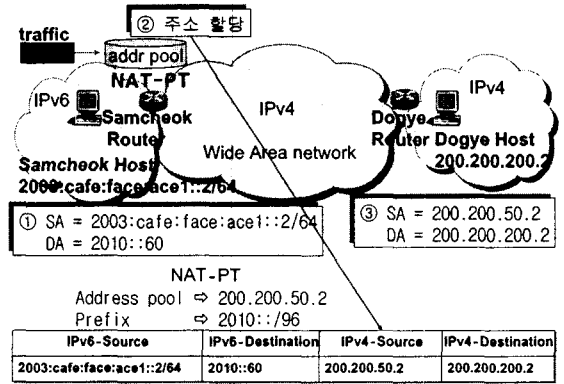 ② 주소 할당
traffic
addr pool
NAT-PT
IPv6
IPv4
IPv4
Samcheok
Router
Dogye
Router Dogye Host
Wide Area network
200.200.200.2
Samcheok Host
2003:cafe:face:ace1::2/64
① SA = 2003:cafe:face:ace1::2/64
DA = 2010::60
③ SA = 200.200.50.2
DA = 200.200.200.2
NAT-PT
Address pool ⇨ 200.200.50.2
Prefix ⇨ 2010::/96
IPv6-Source IPv6-Destination IPv4-Source IPv4-Destination
2003:cafe:face:ace1::2/64 2010::60 200.200.50.2 200.200.200.2